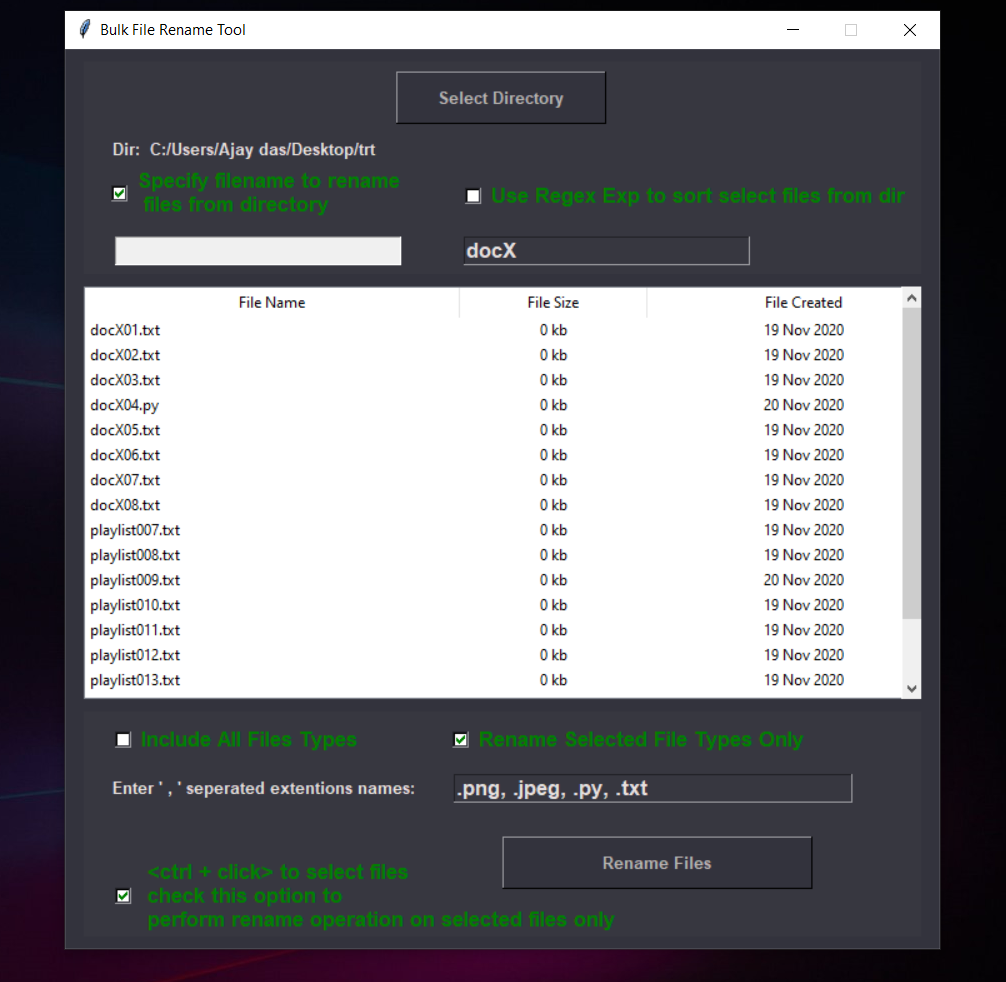 Bulk File Rename Tool
Select Directory
Dir: C:/Users/Ajay das/Desktop/trt
Specify filename to rename
files from directory
Use Regex Exp to sort select files from dir
docX
File Name File Size File Created
docX01.txt 0 kb 19 Nov 2020
docX02.txt 0 kb 19 Nov 2020
docX03.txt 0 kb 19 Nov 2020
docX04.py 0 kb 20 Nov 2020
docX05.txt 0 kb 19 Nov 2020
docX06.txt 0 kb 19 Nov 2020
docX07.txt 0 kb 19 Nov 2020
docX08.txt 0 kb 19 Nov 2020
playlist007.txt 0 kb 19 Nov 2020
playlist008.txt 0 kb 19 Nov 2020
playlist009.txt 0 kb 20 Nov 2020
playlist010.txt 0 kb 19 Nov 2020
playlist011.txt 0 kb 19 Nov 2020
playlist012.txt 0 kb 19 Nov 2020
playlist013.txt 0 kb 19 Nov 2020
Include All Files Types
Rename Selected File Types Only
Enter ' , ' seperated extentions names:
.png, .jpeg, .py, .txt
Rename Files
<ctrl + click> to select files
check this option to
perform rename operation on selected files only